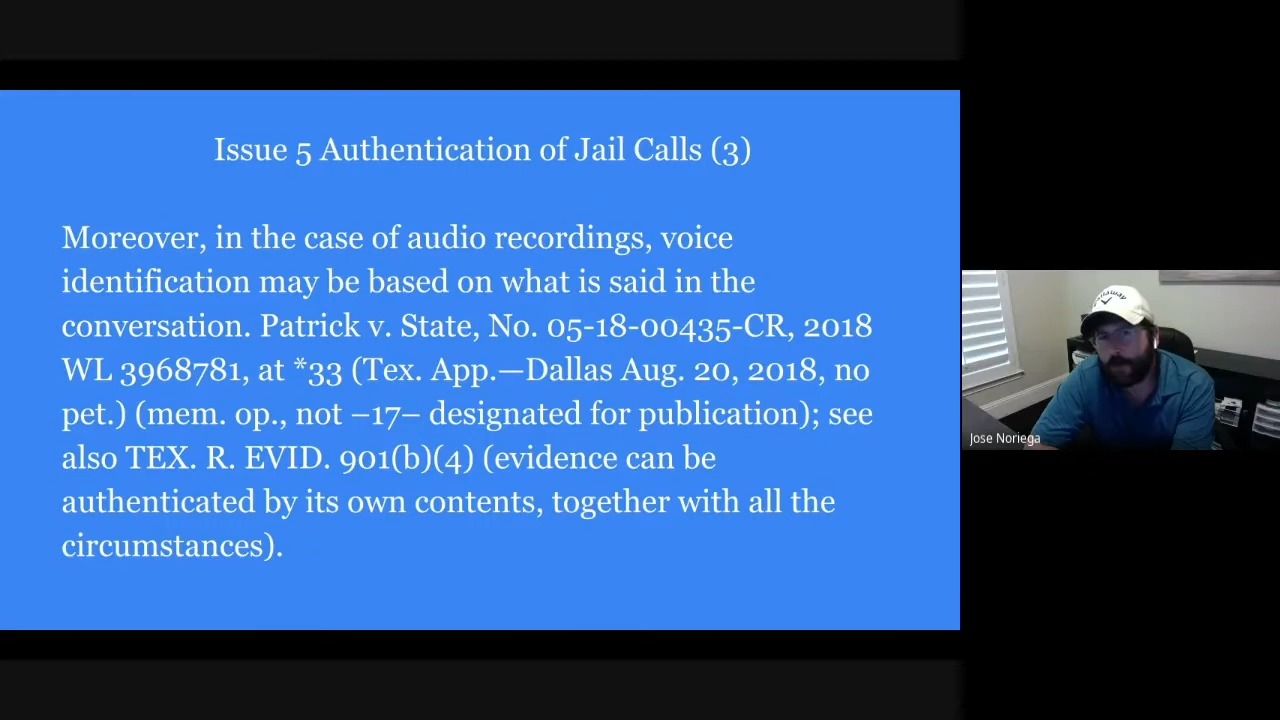 Issue 5 Authentication of Jail Calls (3)
Moreover, in the case of audio recordings, voice
identification may be based on what is said in the
conversation. Patrick v. State, No. 05-18-00435-CR, 2018
WL 3968781, at *33 (Tex. App.—Dallas Aug. 20, 2018, no
pet.) (mem. op., not –17– designated for publication); see
also TEX. R. EVID. 901(b)(4) (evidence can be
authenticated by its own contents, together with all the
circumstances).
Callaway
Jose Noriega